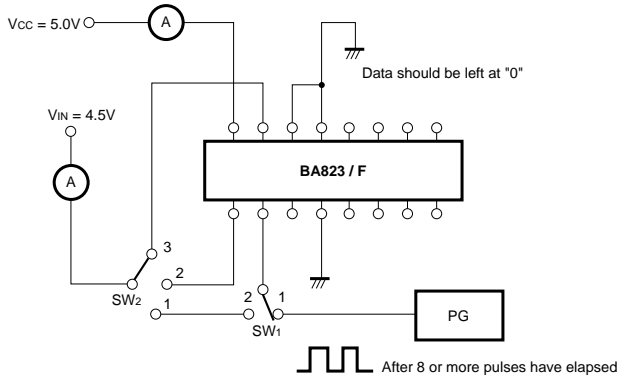 VCC = 5.0V
A
Data should be left at "0"
VIN = 4.5V
A
BA823 / F
3
2
SW2
1
2
1
SW1
PG
After 8 or more pulses have elapsed